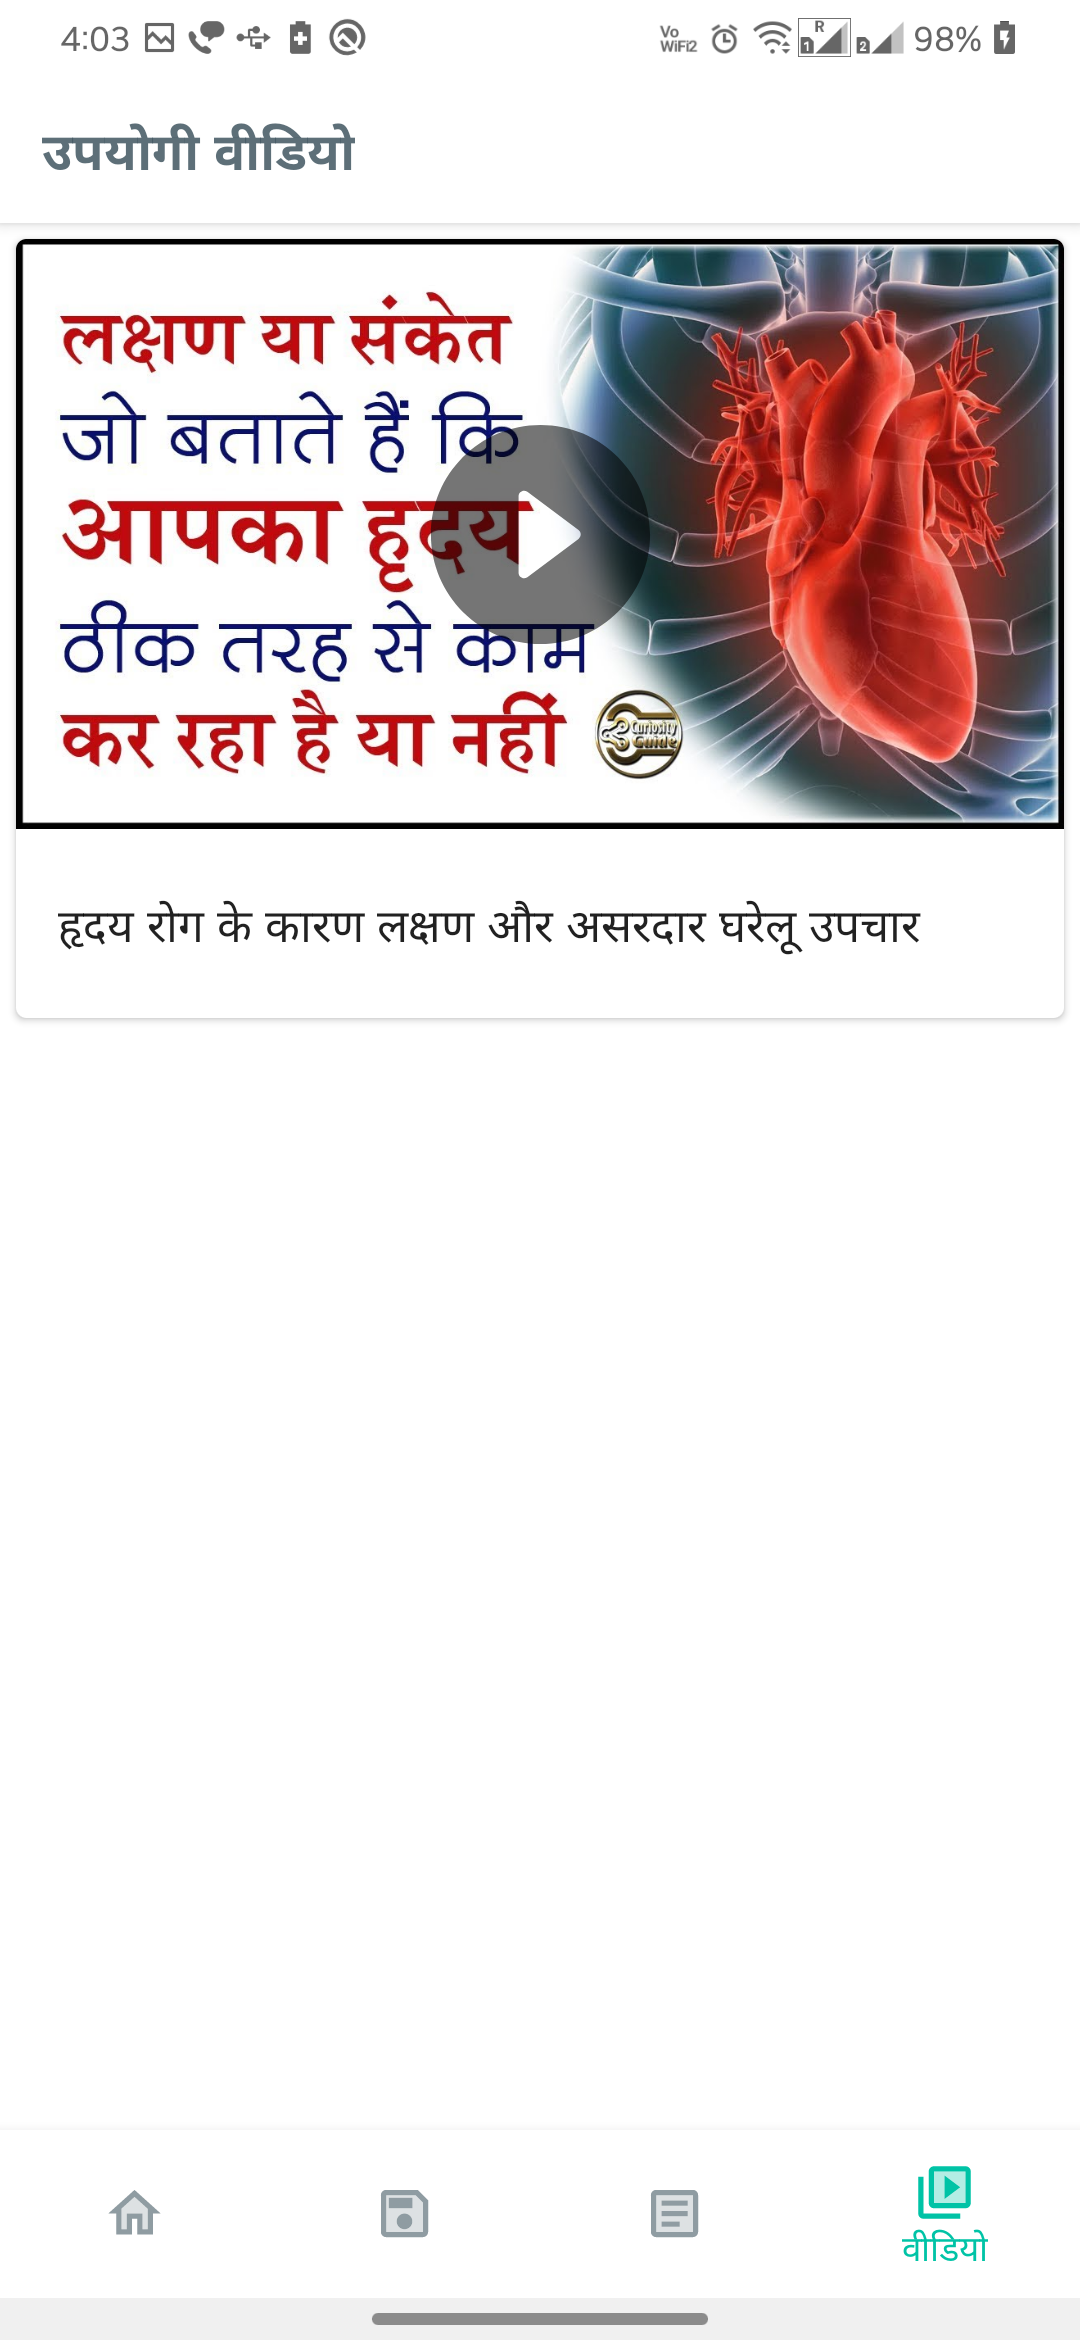 4:03
Vo WiFi2
R
1
2
98%
उपयोगी वीडियो
लक्षण या संकेत
जो बताते हैं कि
आपका हृदय
ठीक तरह से काम
कर रहा है या नहीं
Curiosity
Guide
हृदय रोग के कारण लक्षण और असरदार घरेलू उपचार
वीडियो